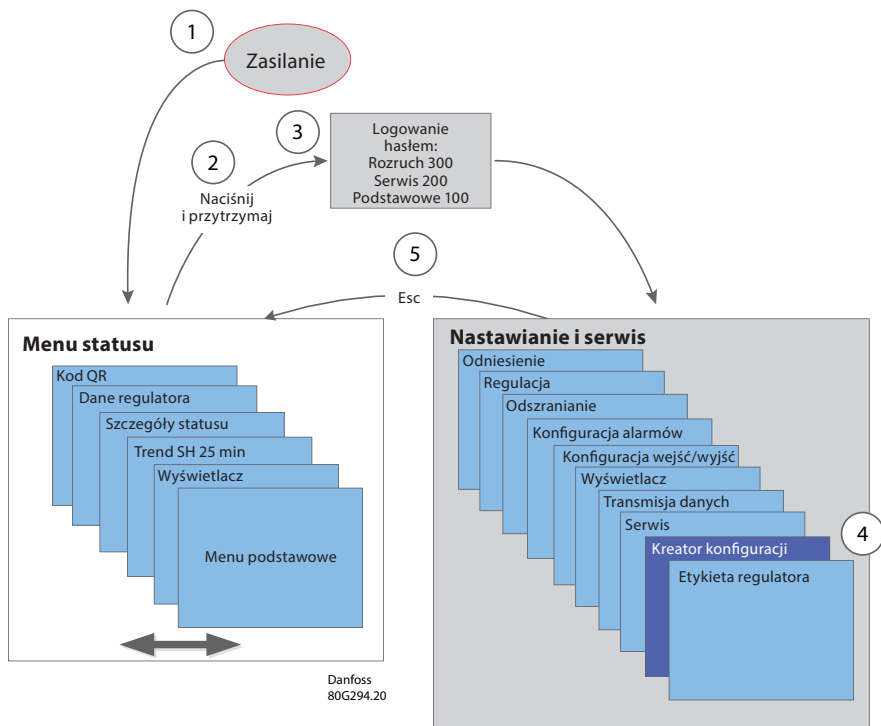 1
Zasilanie
3
Logowanie
hasłem:
Rozruch 300
Serwis 200
Podstawowe 100
2
Naciśnij
i przytrzymaj
5
Esc
Menu statusu
Kod QR
Dane regulatora
Szczegóły statusu
Trend SH 25 min
Wyświetlacz
Menu podstawowe
Danfoss
80G294.20
Nastawianie i serwis
Odniesienie
Regulacja
Odszranianie
Konfiguracja alarmów
Konfiguracja wejść/wyjść
Wyświetlacz
Transmisja danych
Serwis
4
Kreator konfiguracji
Etykieta regulatora